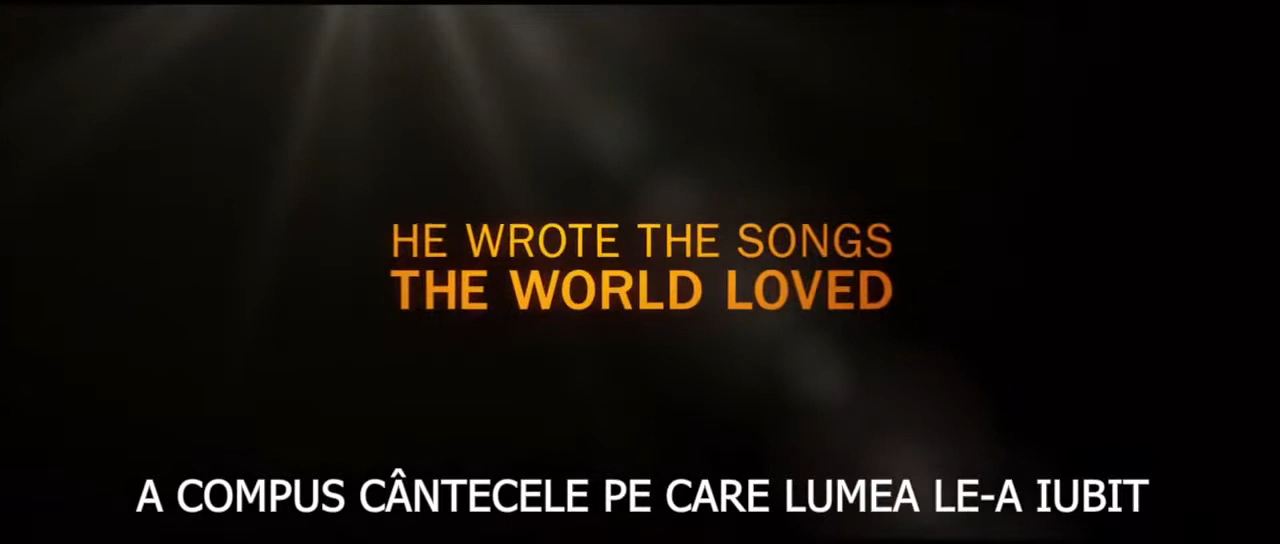 HE WROTE THE SONGS
THE WORLD LOVED
A COMPUS CÂNTECELE PE CARE LUMEA LE-A IUBIT